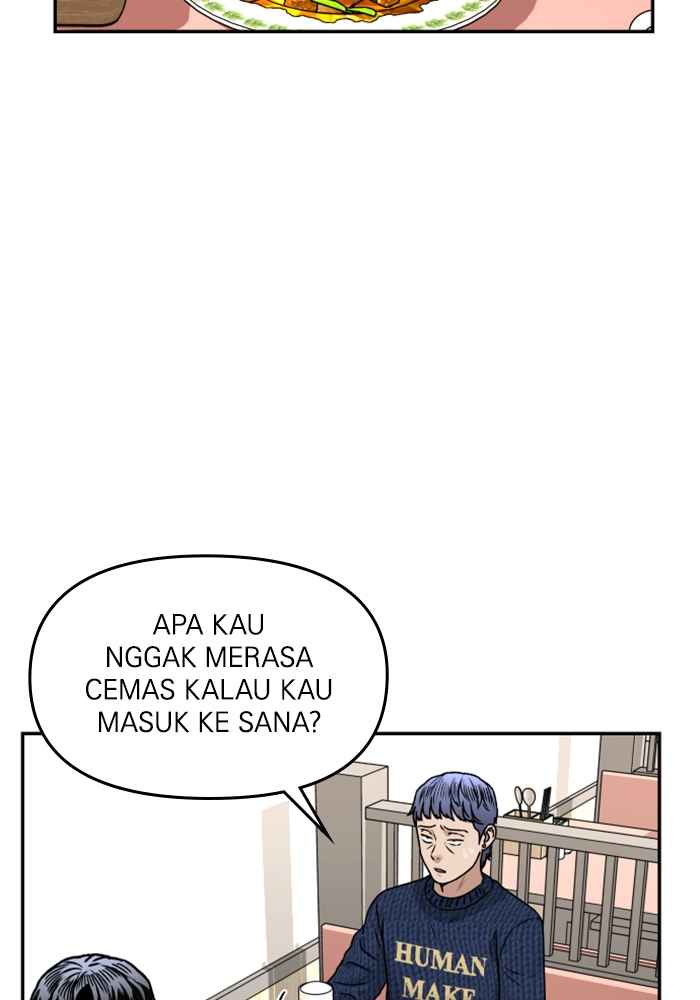 APA KAU
NGGAK MERASA
CEMAS KALAU KAU
MASUK KE SANA?
HUMAN
MAKE